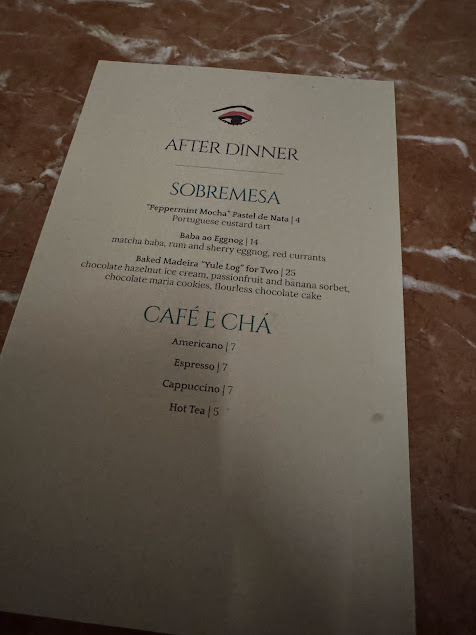 AFTER DINNER
SOBREMESA
"Peppermint Mocha" Pastel de Nata | 4
Portuguese custard tart
Baba ao Eggnog | 14
matcha baba, rum and sherry eggnog, red currants
Baked Madeira "Yule Log" for Two | 25
chocolate hazelnut ice cream, passionfruit and banana sorbet,
chocolate maria cookies, flourless chocolate cake
CAFÉ E CHÁ
Americano | 7
Espresso | 7
Cappuccino | 7
Hot Tea | 5